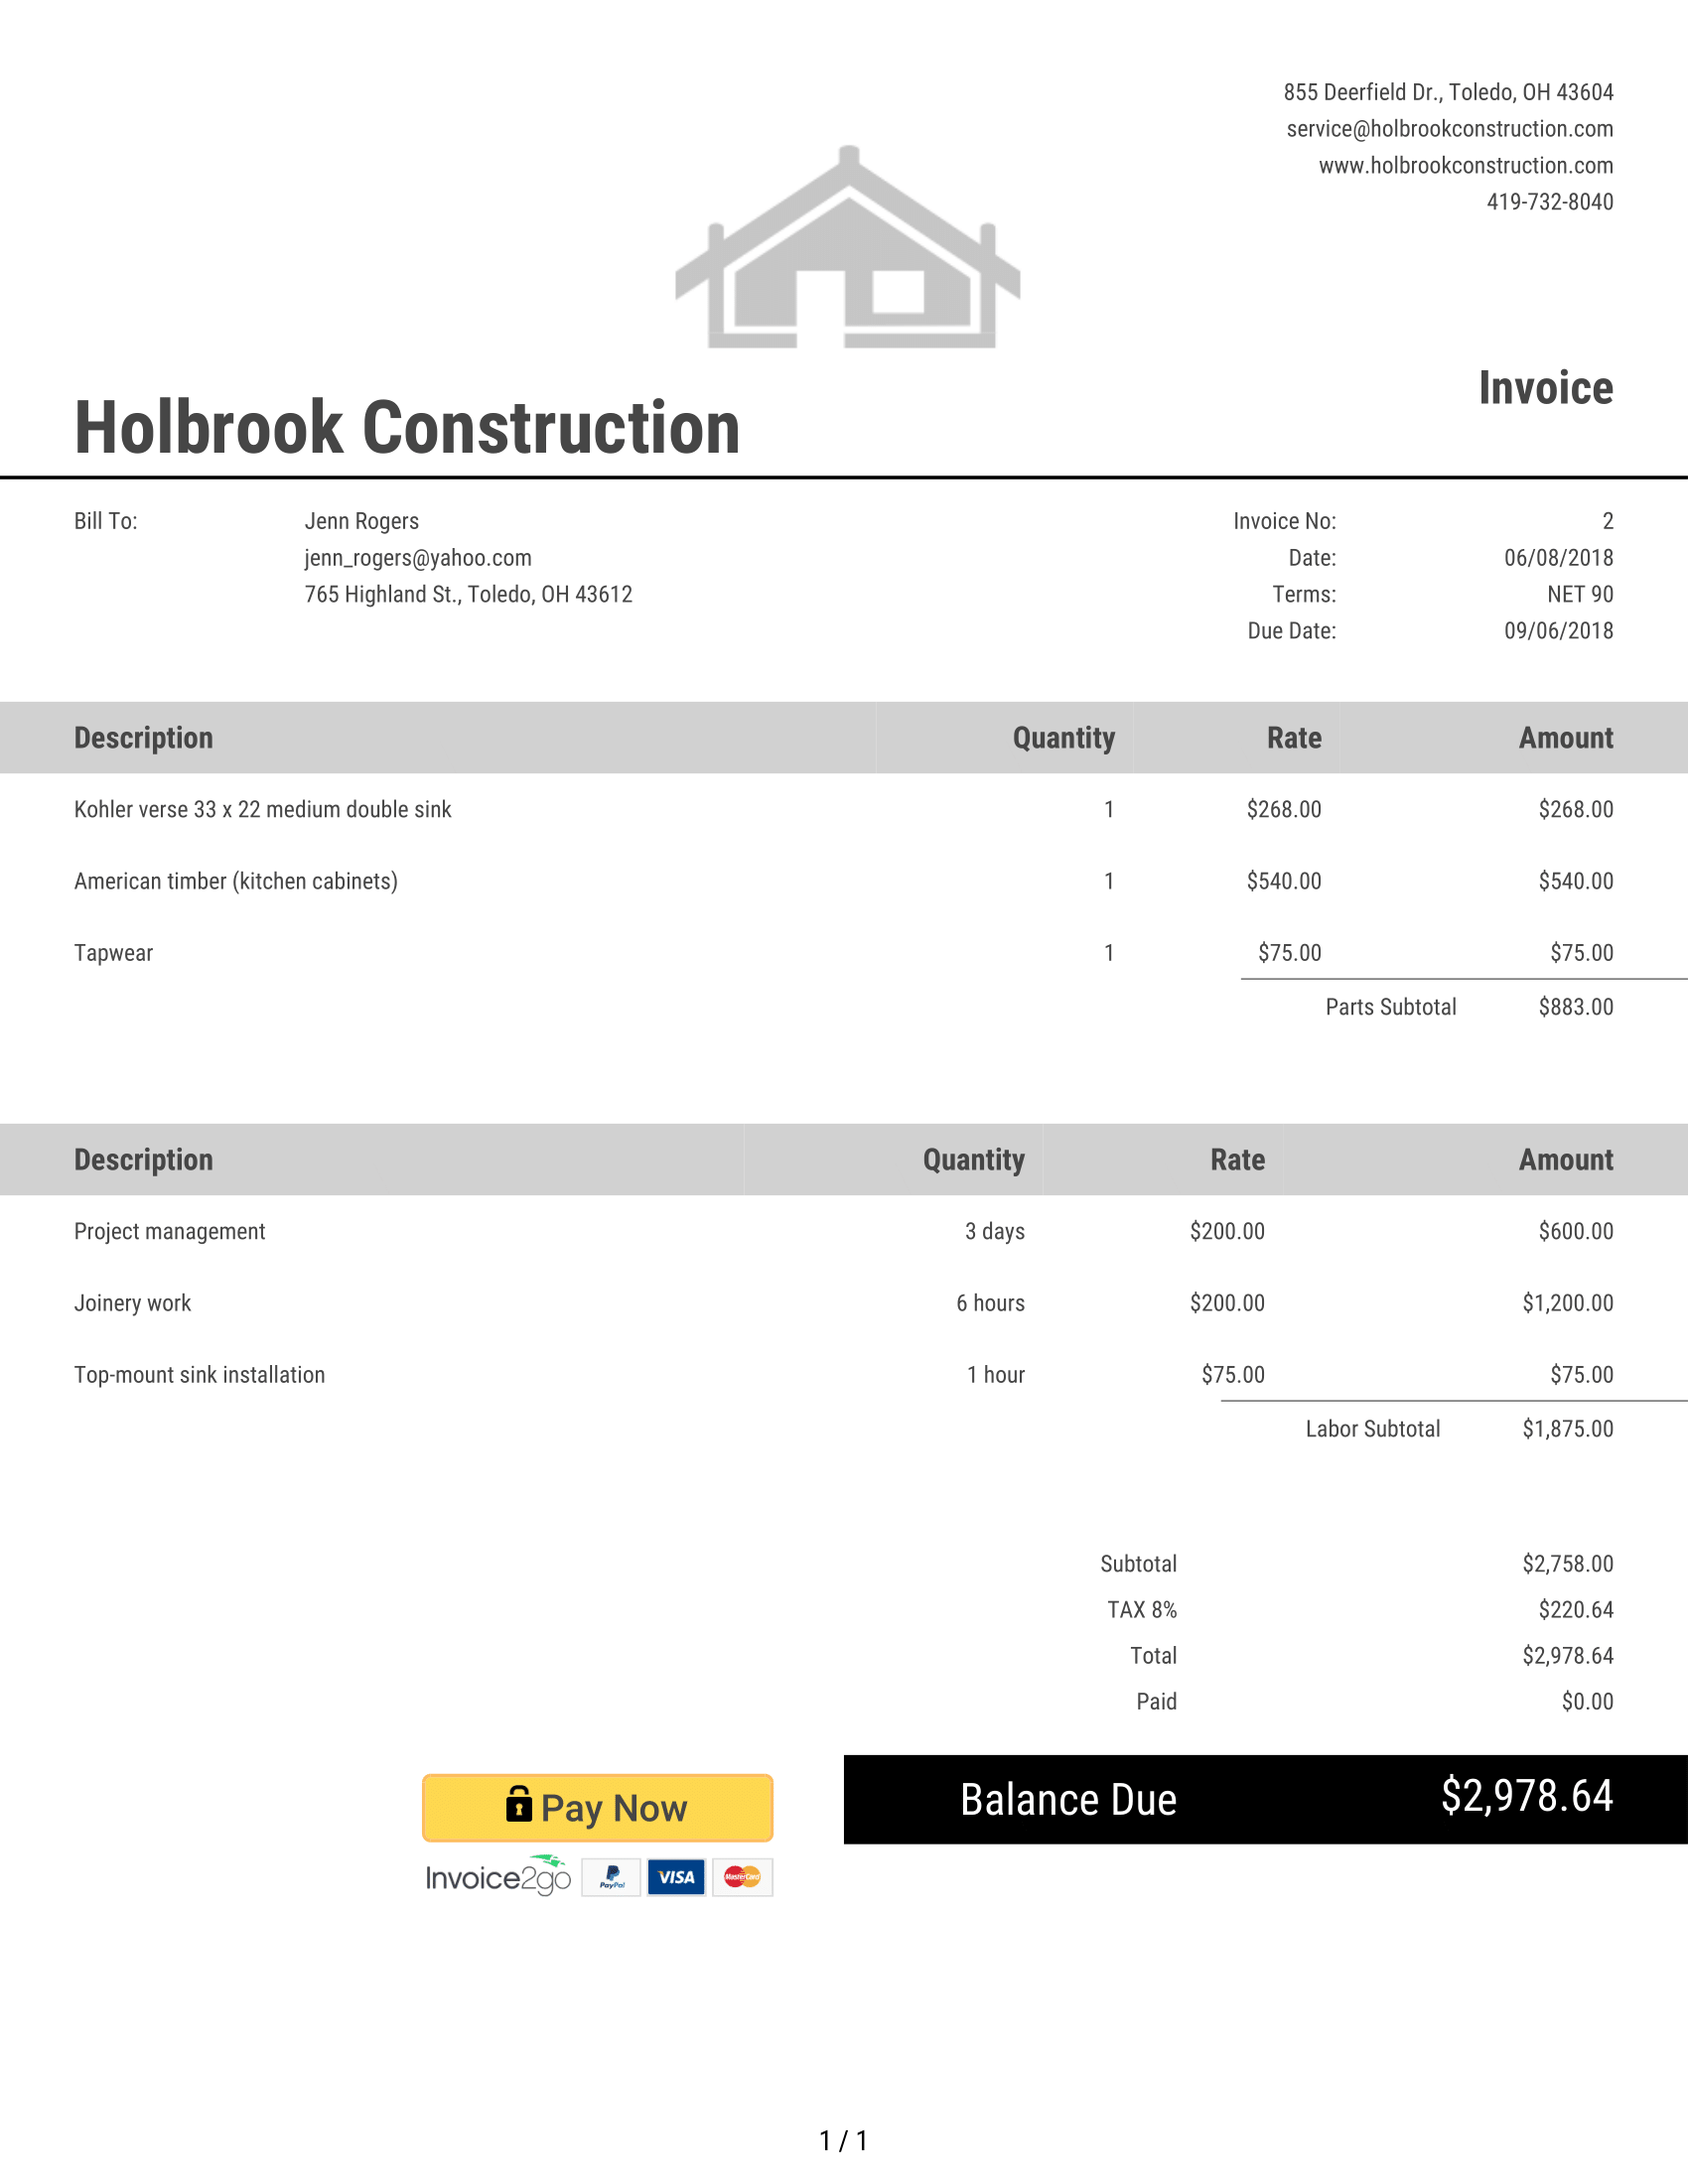 855 Deerfield Dr., Toledo, OH 43604
service@holbrookconstruction.com
www.holbrookconstruction.com
419-732-8040
Invoice
Holbrook Construction
Bill To: Jenn Rogers Invoice No: 2
jenn_rogers@yahoo.com Date: 06/08/2018
765 Highland St., Toledo, OH 43612 Terms: NET 90
Due Date: 09/06/2018
Description Quantity Rate Amount
Kohler verse 33 x 22 medium double sink 1 $268.00 $268.00
American timber (kitchen cabinets) 1 $540.00 $540.00
Tapwear 1 $75.00 $75.00
Parts Subtotal $883.00
Description Quantity Rate Amount
Project management 3 days $200.00 $600.00
Joinery work 6 hours $200.00 $1,200.00
Top-mount sink installation 1 hour $75.00 $75.00
Labor Subtotal $1,875.00
Subtotal $2,758.00
TAX 8% $220.64
Total $2,978.64
Paid $0.00
Balance Due $2,978.64
Pay Now
Invoice2go PayPal VISA MasterCard
1 / 1